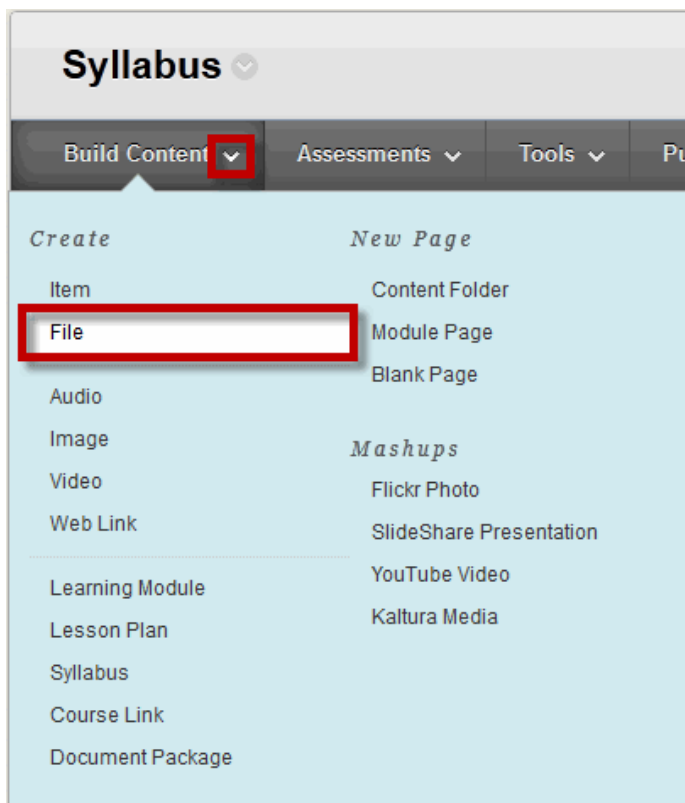 Syllabus
Build Content
Assessments
Tools
Create
Item
File
Audio
Image
Video
Web Link
Learning Module
Lesson Plan
Syllabus
Course Link
Document Package
New Page
Content Folder
Module Page
Blank Page
Mashups
Flickr Photo
SlideShare Presentation
YouTube Video
Kaltura Media